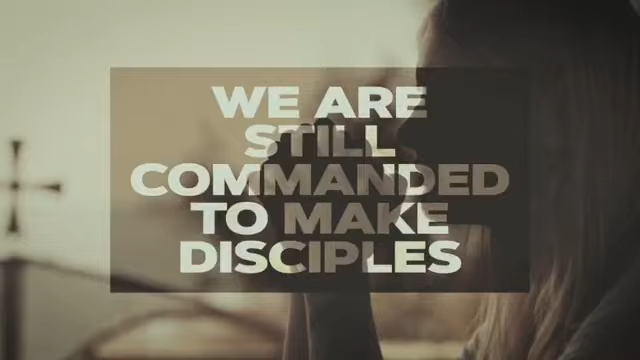 WE ARE
STILL
COMMANDED
TO MAKE
DISCIPLES